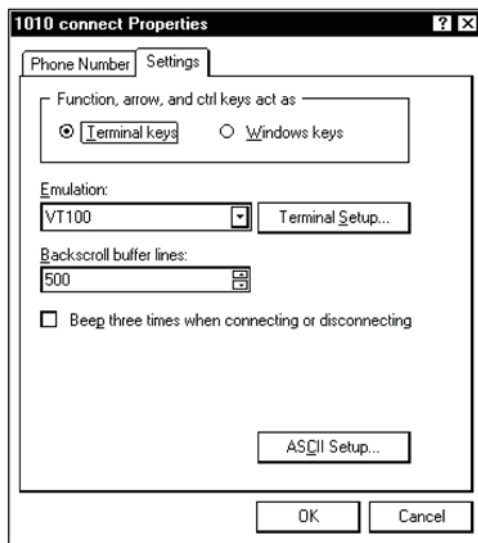 1010 connect Properties
Phone Number Settings
Function, arrow, and ctrl keys act as
Terminal keys Windows keys
Emulation:
VT100 Terminal Setup...
Backscroll buffer lines:
500
Beep three times when connecting or disconnecting
ASCII Setup...
OK Cancel